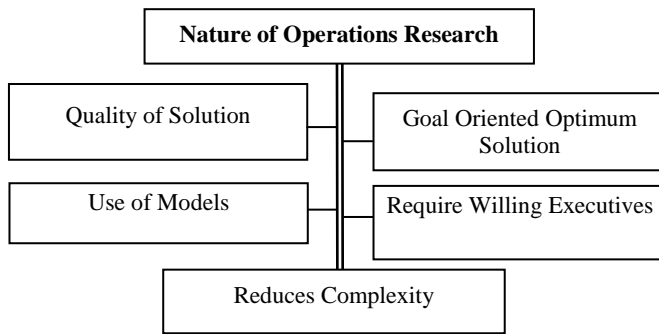 Nature of Operations Research
Quality of Solution
Goal Oriented Optimum
Solution
Use of Models
Require Willing Executives
Reduces Complexity